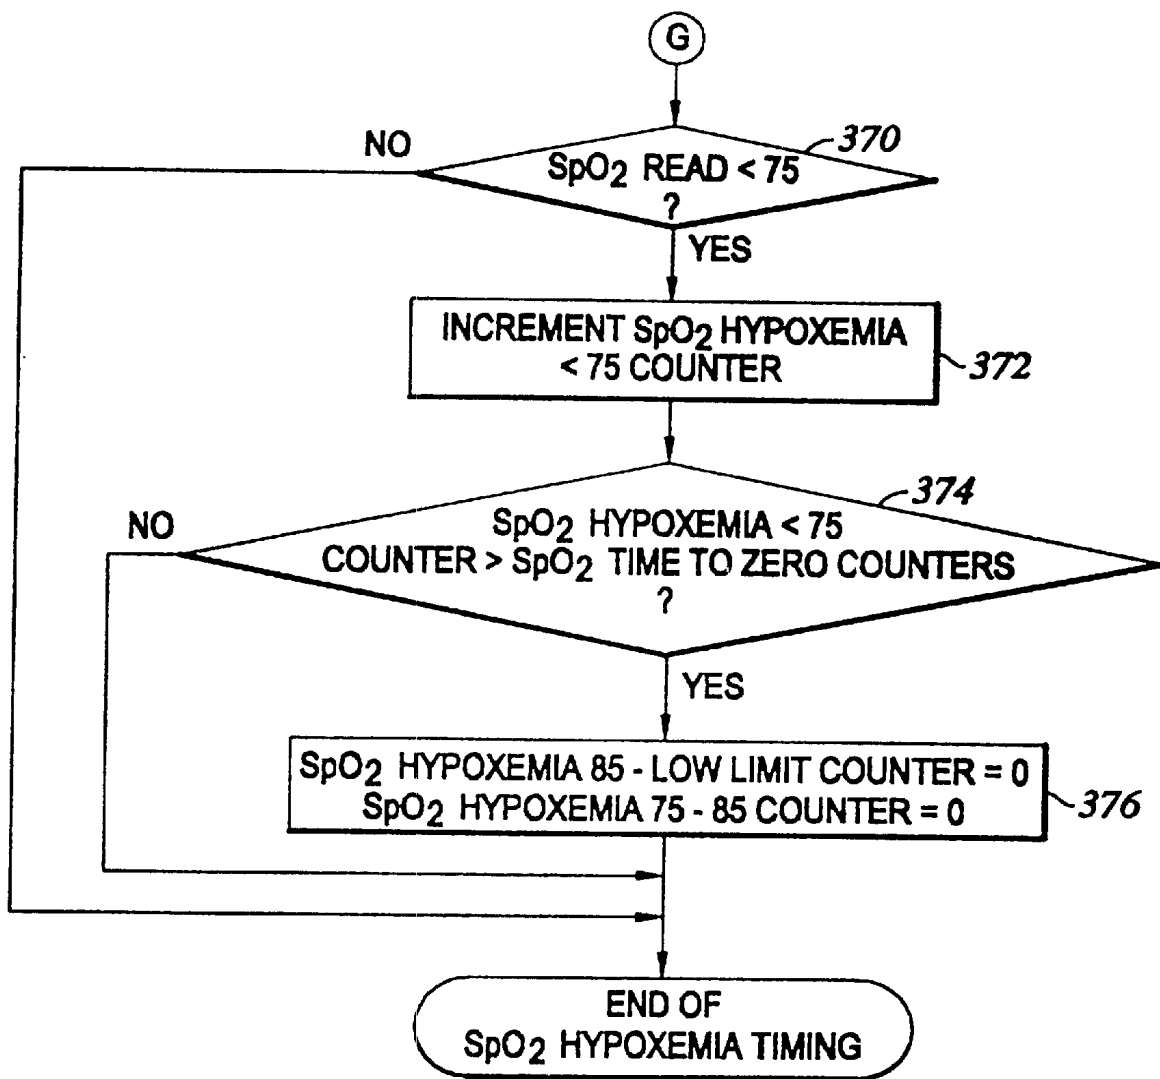 G
370
NO
SpO2 READ < 75
?
YES
INCREMENT SpO2 HYPOXEMIA
< 75 COUNTER
372
374
NO
SpO2 HYPOXEMIA < 75
COUNTER > SpO2 TIME TO ZERO COUNTERS
?
YES
SpO2 HYPOXEMIA 85 - LOW LIMIT COUNTER = 0
SpO2 HYPOXEMIA 75 - 85 COUNTER = 0
376
END OF
SpO2 HYPOXEMIA TIMING